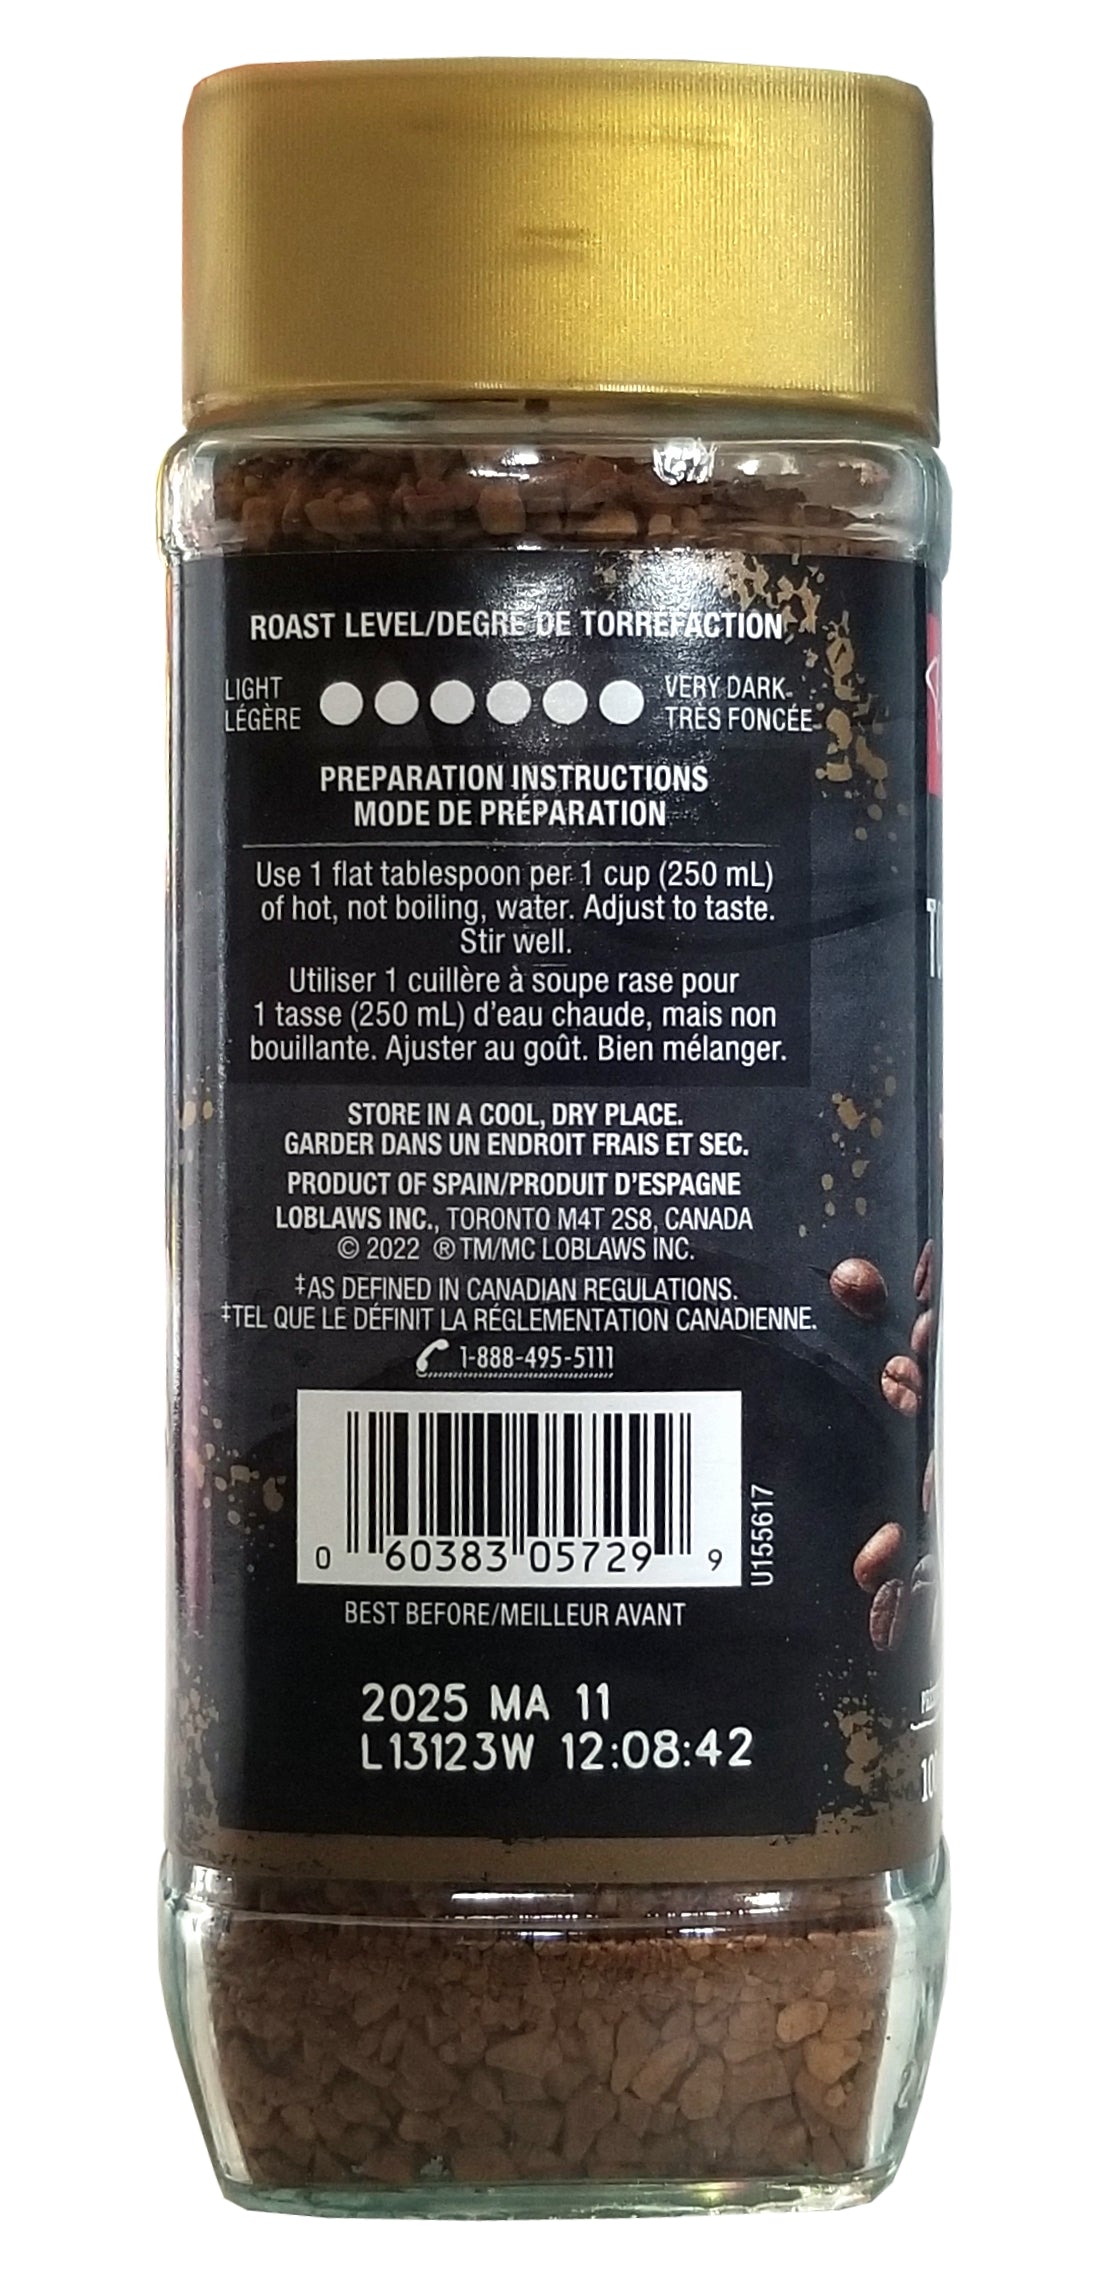 ROAST LEVEL/DEGRÉ DE TORRÉFACTION
LIGHT
LÉGÈRE
VERY DARK
TRÈS FONCÉE
PREPARATION INSTRUCTIONS
MODE DE PRÉPARATION
Use 1 flat tablespoon per 1 cup (250 mL)
of hot, not boiling, water. Adjust to taste.
Stir well.
Utiliser 1 cuillère à soupe rase pour
1 tasse (250 mL) d'eau chaude, mais non
bouillante. Ajuster au goût. Bien mélanger.
STORE IN A COOL, DRY PLACE.
GARDER DANS UN ENDROIT FRAIS ET SEC.
PRODUCT OF SPAIN/PRODUIT D'ESPAGNE
LOBLAWS INC., TORONTO M4T 2S8, CANADA
© 2022 ® TM/MC LOBLAWS INC.
‡AS DEFINED IN CANADIAN REGULATIONS.
‡TEL QUE LE DÉFINIT LA RÉGLEMENTATION CANADIENNE.
1-888-495-5111
0 60383 05729 9
U155617
BEST BEFORE/MEILLEUR AVANT
2025 MA 11
L13123W 12:08:42